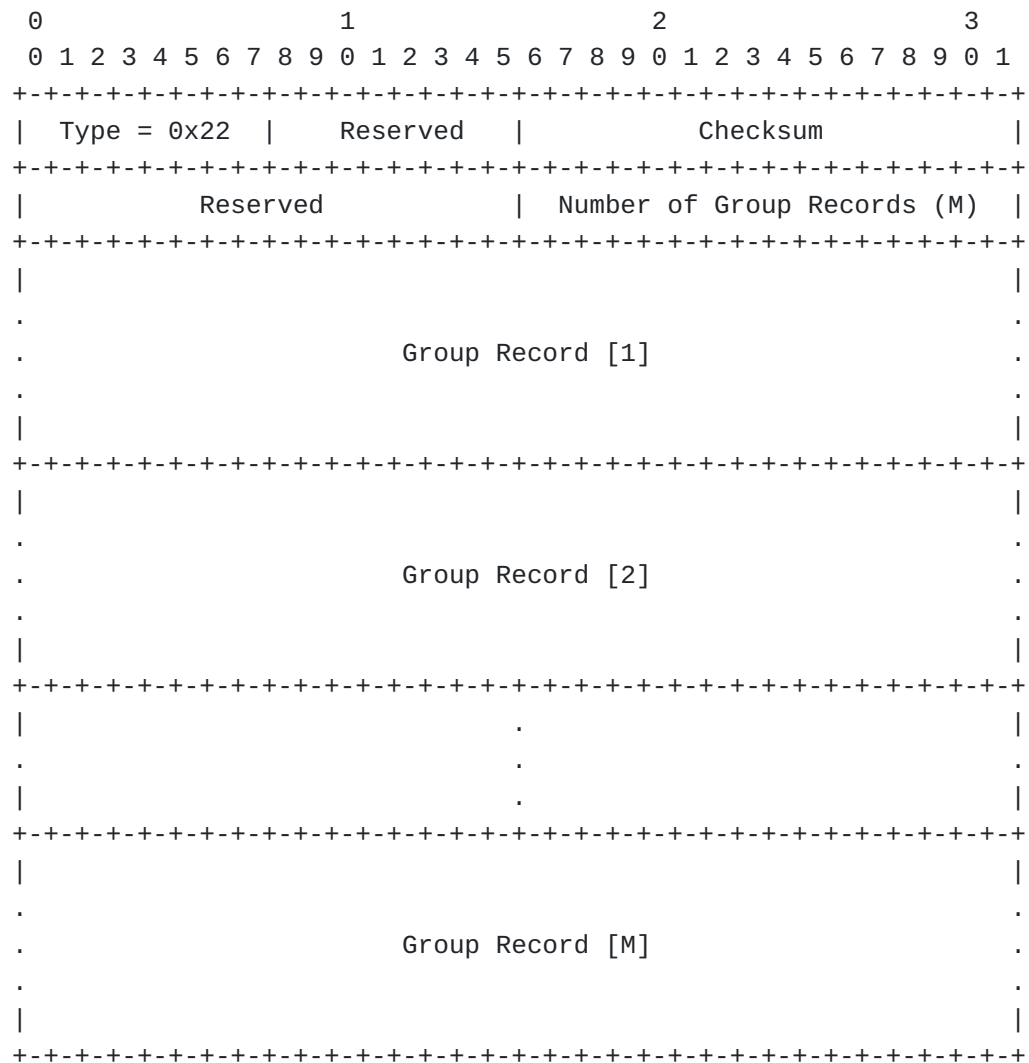 0                   1                   2                   3
 0 1 2 3 4 5 6 7 8 9 0 1 2 3 4 5 6 7 8 9 0 1 2 3 4 5 6 7 8 9 0 1
+-+-+-+-+-+-+-+-+-+-+-+-+-+-+-+-+-+-+-+-+-+-+-+-+-+-+-+-+-+-+-+-+
|  Type = 0x22  |    Reserved   |           Checksum            |
+-+-+-+-+-+-+-+-+-+-+-+-+-+-+-+-+-+-+-+-+-+-+-+-+-+-+-+-+-+-+-+-+
|           Reserved            |  Number of Group Records (M)  |
+-+-+-+-+-+-+-+-+-+-+-+-+-+-+-+-+-+-+-+-+-+-+-+-+-+-+-+-+-+-+-+-+
|                                                               |
.                                                               .
.                        Group Record [1]                       .
.                                                               .
|                                                               |
+-+-+-+-+-+-+-+-+-+-+-+-+-+-+-+-+-+-+-+-+-+-+-+-+-+-+-+-+-+-+-+-+
|                                                               |
.                                                               .
.                        Group Record [2]                       .
.                                                               .
|                                                               |
+-+-+-+-+-+-+-+-+-+-+-+-+-+-+-+-+-+-+-+-+-+-+-+-+-+-+-+-+-+-+-+-+
|                               .                               |
.                               .                               .
|                               .                               |
+-+-+-+-+-+-+-+-+-+-+-+-+-+-+-+-+-+-+-+-+-+-+-+-+-+-+-+-+-+-+-+-+
|                                                               |
.                                                               .
.                        Group Record [M]                       .
.                                                               .
|                                                               |
+-+-+-+-+-+-+-+-+-+-+-+-+-+-+-+-+-+-+-+-+-+-+-+-+-+-+-+-+-+-+-+-+